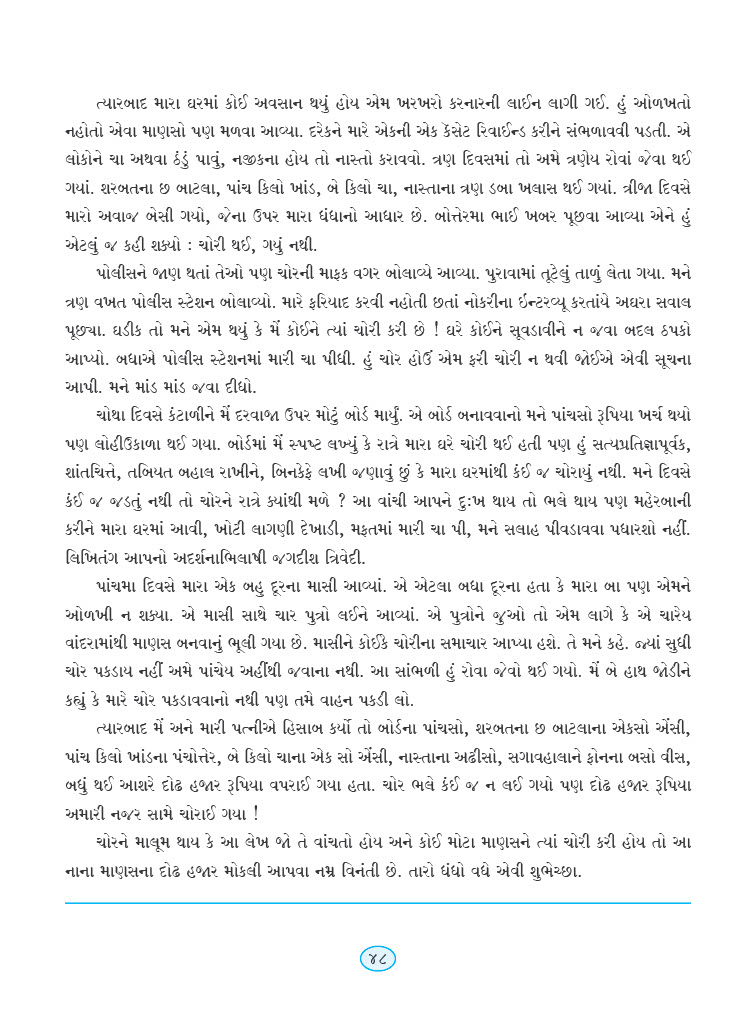 ત્યારબાદ મારા ઘરમાં કોઈ અવસાન થયું હોય એમ ખરખરો કરનારની લાઈન લાગી ગઈ. હું ઓળખતો
નહોતો એવા માણસો પણ મળવા આવ્યા. દરેકને મારે એકની એક કૅસેટ રિવાઈન્ડ કરીને સંભળાવવી પડતી. એ
લોકોને ચા અથવા ઠંડું પાવું, નજીકના હોય તો નાસ્તો કરાવવો. ત્રણ દિવસમાં તો અમે ત્રણેય રોવાં જેવા થઈ
ગયાં. શરબતના છ બાટલા, પાંચ કિલો ખાંડ, બે કિલો ચા, નાસ્તાના ત્રણ ડબા ખલાસ થઈ ગયાં. ત્રીજા દિવસે
મારો અવાજ બેસી ગયો, જેના ઉપર મારા ધંધાનો આધાર છે. બોત્તેરમા ભાઈ ખબર પૂછવા આવ્યા એને હું
એટલું જ કહી શક્યો : ચોરી થઈ, ગયું નથી.
પોલીસને જાણ થતાં તેઓ પણ ચોરની માફક વગર બોલાવ્યે આવ્યા. પુરાવામાં તૂટેલું તાળું લેતા ગયા. મને
ત્રણ વખત પોલીસ સ્ટેશન બોલાવ્યો. મારે ફરિયાદ કરવી નહોતી છતાં નોકરીના ઇન્ટરવ્યૂ કરતાંયે અઘરા સવાલ
પૂછ્યા. ઘડીક તો મને એમ થયું કે મેં કોઈને ત્યાં ચોરી કરી છે ! ઘરે કોઈને સૂવડાવીને ન જવા બદલ ઠપકો
આપ્યો. બધાએ પોલીસ સ્ટેશનમાં મારી ચા પીધી. હું ચોર હોઉં એમ ફરી ચોરી ન થવી જોઈએ એવી સૂચના
આપી. મને માંડ માંડ જવા દીધો.
ચોથા દિવસે કંટાળીને મેં દરવાજા ઉપર મોટું બોર્ડ માર્યું. એ બોર્ડ બનાવવાનો મને પાંચસો રૂપિયા ખર્ચ થયો
પણ લોહીઉકાળા થઈ ગયા. બોર્ડમાં મેં સ્પષ્ટ લખ્યું કે રાત્રે મારા ઘરે ચોરી થઈ હતી પણ હું સત્યપ્રતિજ્ઞાપૂર્વક,
શાંતચિત્તે, તબિયત બહાલ રાખીને, બિનકેફે લખી જણાવું છું કે મારા ઘરમાંથી કંઈ જ ચોરાયું નથી. મને દિવસે
કંઈ જ જડતું નથી તો ચોરને રાત્રે ક્યાંથી મળે ? આ વાંચી આપને દુઃખ થાય તો ભલે થાય પણ મહેરબાની
કરીને મારા ઘરમાં આવી, ખોટી લાગણી દેખાડી, મફતમાં મારી ચા પી, મને સલાહ પીવડાવવા પધારશો નહીં.
લિખિતંગ આપનો અદર્શનાભિલાષી જગદીશ ત્રિવેદી.
પાંચમા દિવસે મારા એક બહુ દૂરના માસી આવ્યાં. એ એટલા બધા દૂરના હતા કે મારા બા પણ એમને
ઓળખી ન શક્યા. એ માસી સાથે ચાર પુત્રો લઈને આવ્યાં. એ પુત્રોને જુઓ તો એમ લાગે કે એ ચારેય
વાંદરામાંથી માણસ બનવાનું ભૂલી ગયા છે. માસીને કોઈકે ચોરીના સમાચાર આપ્યા હશે. તે મને કહે. જ્યાં સુધી
ચોર પકડાય નહીં અમે પાંચેય અહીંથી જવાના નથી. આ સાંભળી હું રોવા જેવો થઈ ગયો. મેં બે હાથ જોડીને
કહ્યું કે મારે ચોર પકડાવવાનો નથી પણ તમે વાહન પકડી લો.
ત્યારબાદ મેં અને મારી પત્નીએ હિસાબ કર્યો તો બોર્ડના પાંચસો, શરબતના છ બાટલાના એકસો એંસી,
પાંચ કિલો ખાંડના પંચોત્તેર, બે કિલો ચાના એક સો એંસી, નાસ્તાના અઢીસો, સગાવહાલાને ફોનના બસો વીસ,
બધું થઈ આશરે દોઢ હજાર રૂપિયા વપરાઈ ગયા હતા. ચોર ભલે કંઈ જ ન લઈ ગયો પણ દોઢ હજાર રૂપિયા
અમારી નજર સામે ચોરાઈ ગયા !
ચોરને માલૂમ થાય કે આ લેખ જો તે વાંચતો હોય અને કોઈ મોટા માણસને ત્યાં ચોરી કરી હોય તો આ
નાના માણસના દોઢ હજાર મોકલી આપવા નમ્ર વિનંતી છે. તારો ધંધો વધે એવી શુભેચ્છા.
૪૮